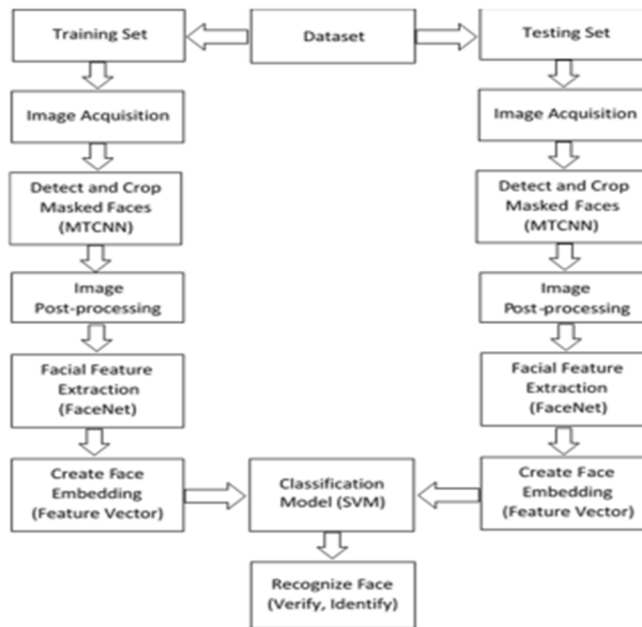 Training Set
Dataset
Testing Set
Image Acquisition
Image Acquisition
Detect and Crop
Masked Faces
(MTCNN)
Detect and Crop
Masked Faces
(MTCNN)
Image
Post-processing
Image
Post-processing
Facial Feature
Extraction
(FaceNet)
Facial Feature
Extraction
(FaceNet)
Create Face
Embedding
(Feature Vector)
Classification
Model (SVM)
Create Face
Embedding
(Feature Vector)
Recognize Face
(Verify, Identify)